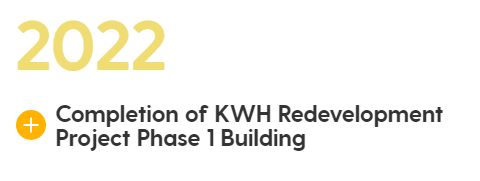 2022
Completion of KWH Redevelopment
Project Phase 1 Building